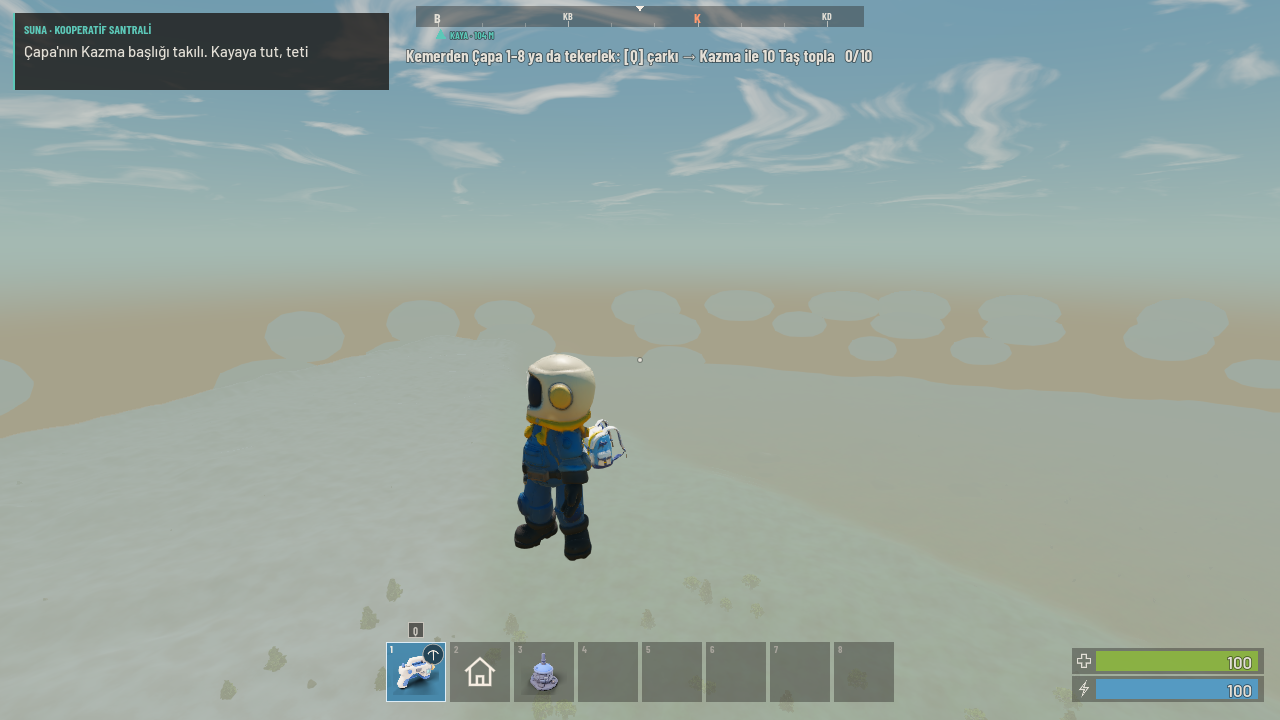 SUNA · KOOPERATİF SANTRALİ
Çapa'nın Kazma başlığı takılı. Kayaya tut, teti
B
KB
K
KD
KAYA · 104 M
Kemerden Çapa 1–8 ya da tekerlek: [Q] çarkı → Kazma ile 10 Taş topla 0/10
Q
1
2
3
4
5
6
7
8
100
100